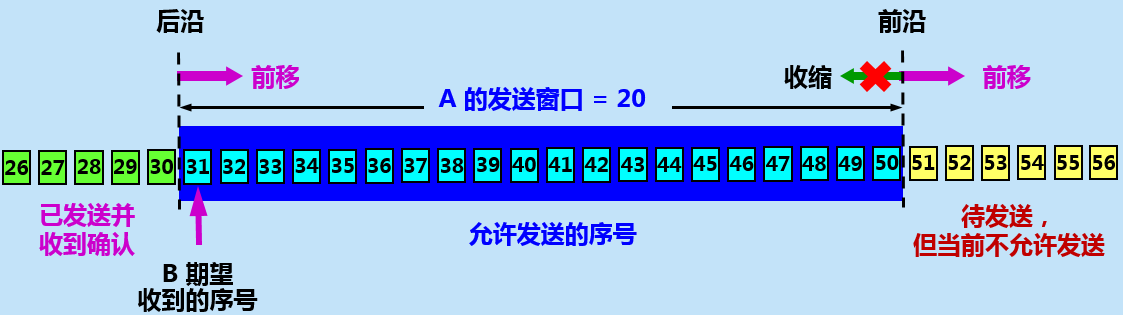 后沿 前沿
前移 收缩 前移
A 的发送窗口 = 20
26 27 28 29 30 31 32 33 34 35 36 37 38 39 40 41 42 43 44 45 46 47 48 49 50 51 52 53 54 55 56
已发送并
收到确认
允许发送的序号
待发送，
但当前不允许发送
B 期望
收到的序号